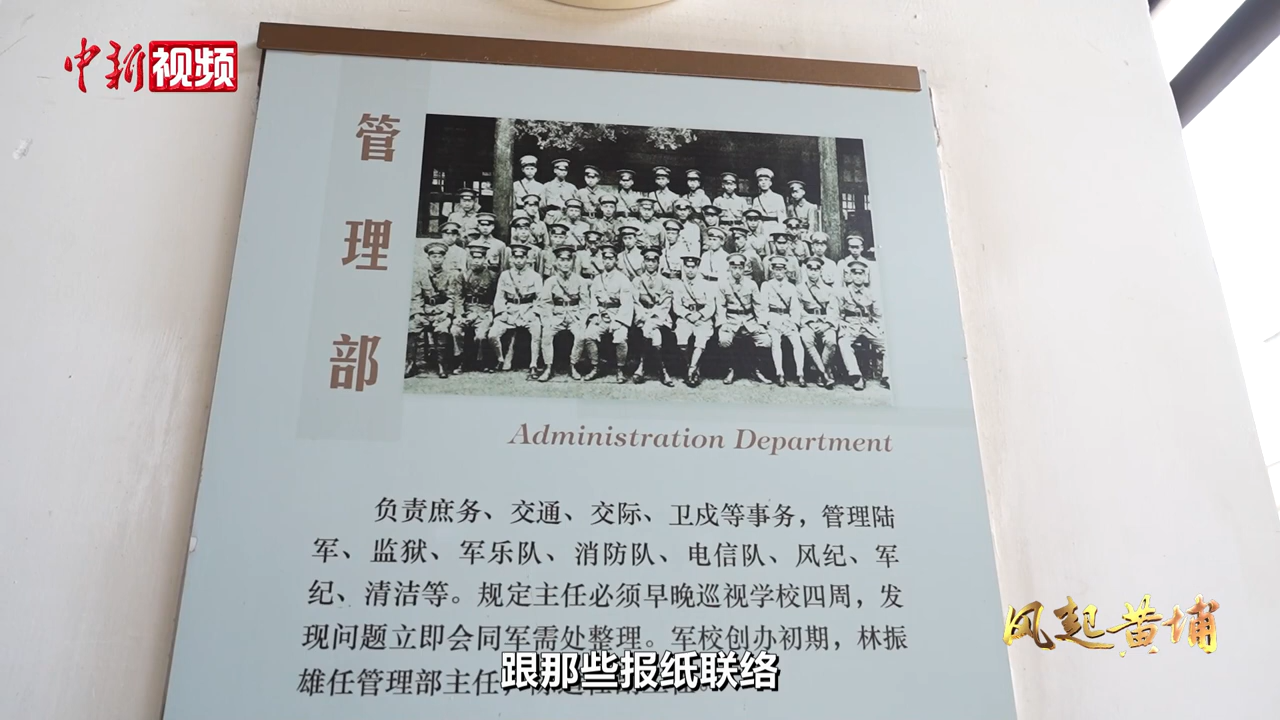 中新视频
管理部
Administration Department
负责庶务、交通、交际、卫戍等事务，管理陆
军、监狱、军乐队、消防队、电信队、风纪、军
纪、清洁等。规定主任必须早晚巡视学校四周，发
现问题立即会同军需处整理。军校创办初期，林振
雄任管理部主任，
跟那些报纸联络
风起黄埔